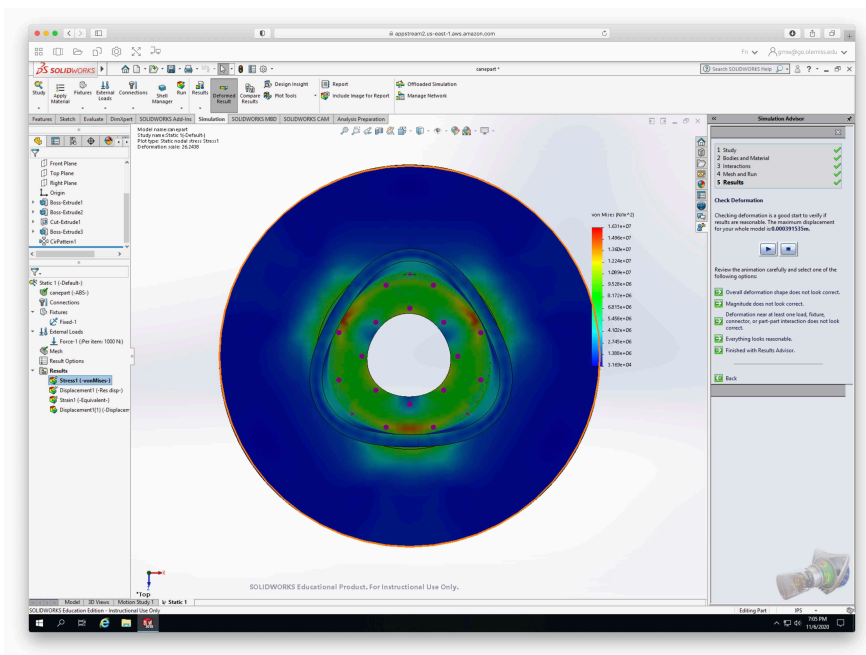 appstream2.us-east-1.aws.amazon.com
gmw@go.olemiss.edu
SOLIDWORKS
canepart *
Search SOLIDWORKS Help
Study
Apply Material
Fixtures
External Loads
Connections
Shell Manager
Run
Results
Deformed Result
Compare Results
Design Insight
Plot Tools
Report
Include Image for Report
Offloaded Simulation
Manage Network
Features Sketch Evaluate DimXpert SOLIDWORKS Add-Ins Simulation SOLIDWORKS MBD SOLIDWORKS CAM Analysis Preparation
Model name:canepart
Study name:Static 1(-Default-)
Plot type: Static nodal stress Stress1
Deformation scale: 26.2438
Front Plane
Top Plane
Right Plane
Origin
Boss-Extrude1
Boss-Extrude2
Cut-Extrude1
Boss-Extrude3
CirPattern1
Static 1 (-Default-)
canepart (-ABS-)
Connections
Fixtures
Fixed-1
External Loads
Force-1 (:Per item: 1000 N:)
Mesh
Result Options
Results
Stress1 (-vonMises-)
Displacement1 (-Res disp-)
Strain1 (-Equivalent-)
Displacement1(1) (-Displacem
von Mises (N/m^2)
1.631e+07
1.496e+07
1.360e+07
1.224e+07
1.089e+07
9.528e+06
8.172e+06
6.815e+06
5.458e+06
4.102e+06
2.745e+06
1.388e+06
3.169e+04
Simulation Advisor
1 Study
2 Bodies and Material
3 Interactions
4 Mesh and Run
5 Results
Check Deformation
Checking deformation is a good start to verify if
results are reasonable. The maximum displacement
for your whole model is:0.000391535m.
Review the animation carefully and select one of the
following options:
Overall deformation shape does not look correct.
Magnitude does not look correct.
Deformation near at least one load, fixture,
connector, or part-part interaction does not look
correct.
Everything looks reasonable.
Finished with Results Advisor.
Back
*Top
SOLIDWORKS Educational Product. For Instructional Use Only.
Model 3D Views Motion Study 1 Static 1
SOLIDWORKS Education Edition - Instructional Use Only
Editing Part IPS
7:05 PM
11/6/2020